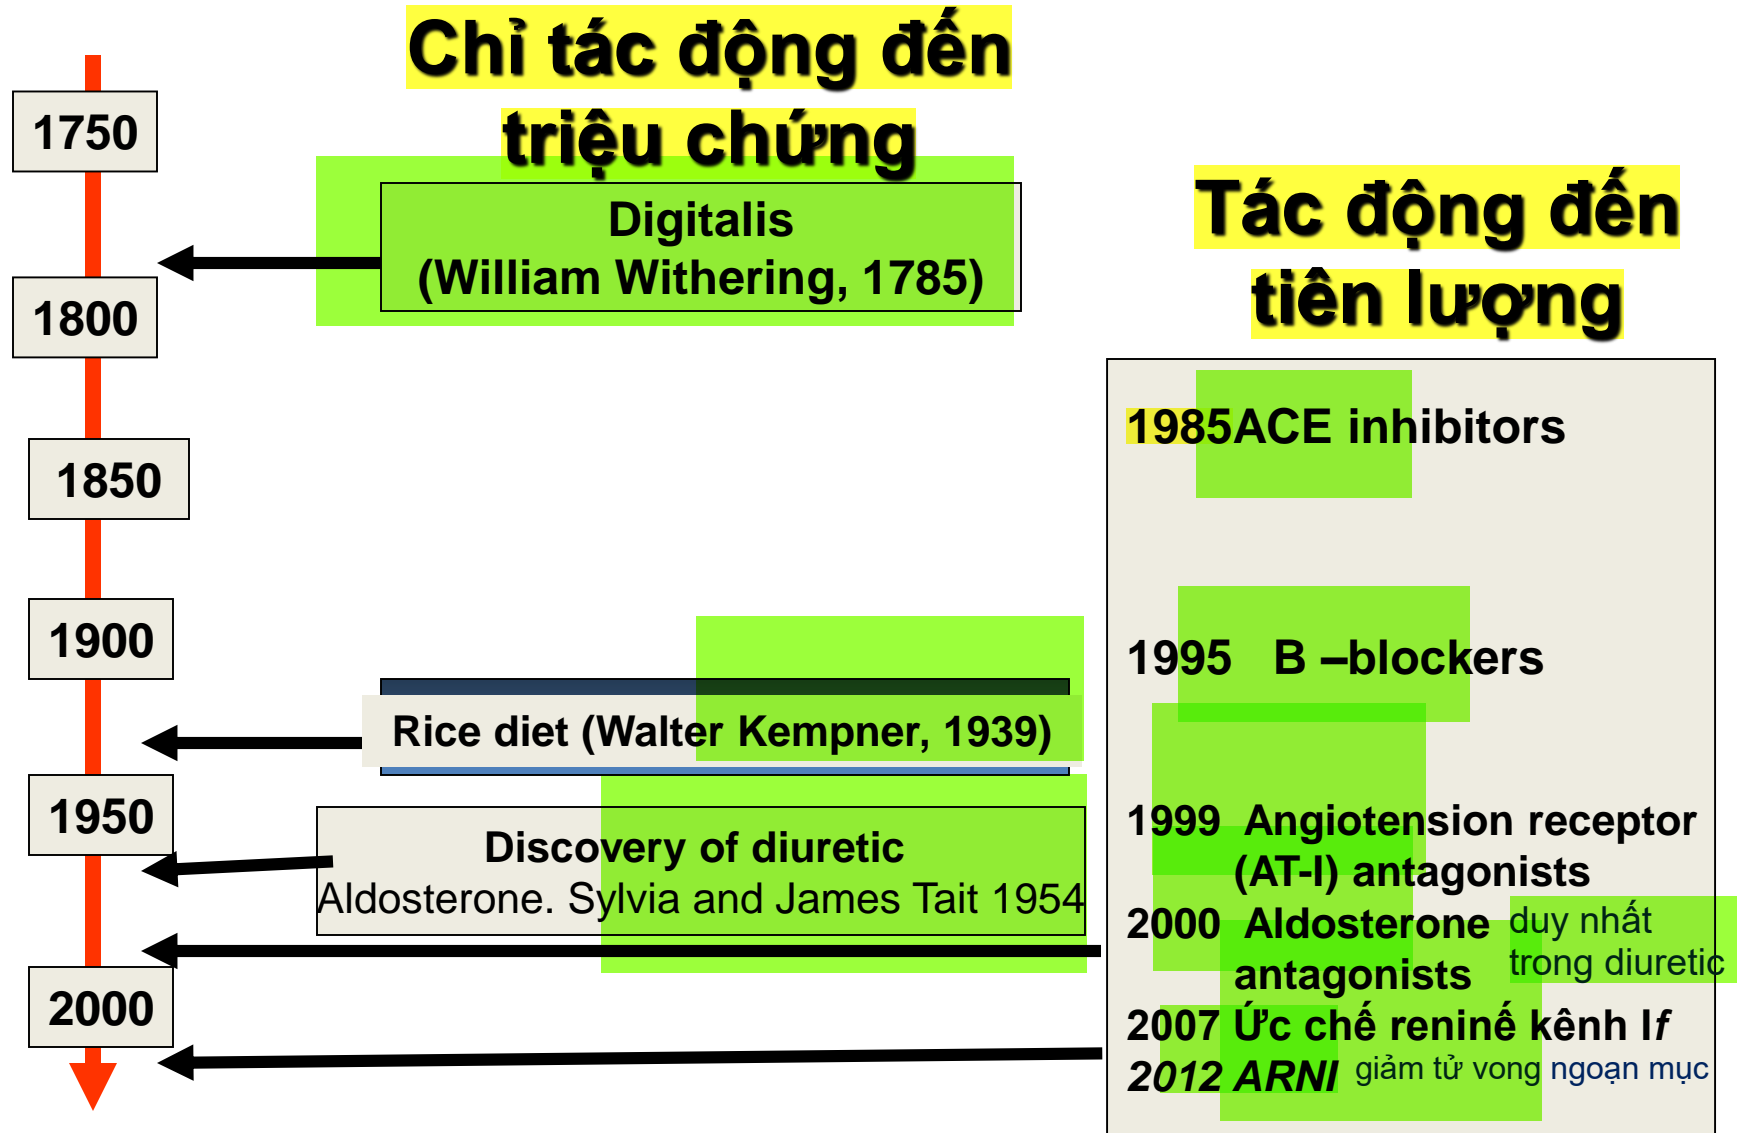 Chỉ tác động đến
triệu chứng
1750
Digitalis
(William Withering, 1785)
1800
1850
1900
Rice diet (Walter Kempner, 1939)
1950
Discovery of diuretic
Aldosterone. Sylvia and James Tait 1954
2000
Tác động đến
tiên lượng
1985ACE inhibitors
1995 B –blockers
1999 Angiotension receptor
(AT-I) antagonists
2000 Aldosterone duy nhất
antagonists trong diuretic
2007 Ức chế reninế kênh If
2012 ARNI giảm tử vong ngoạn mục